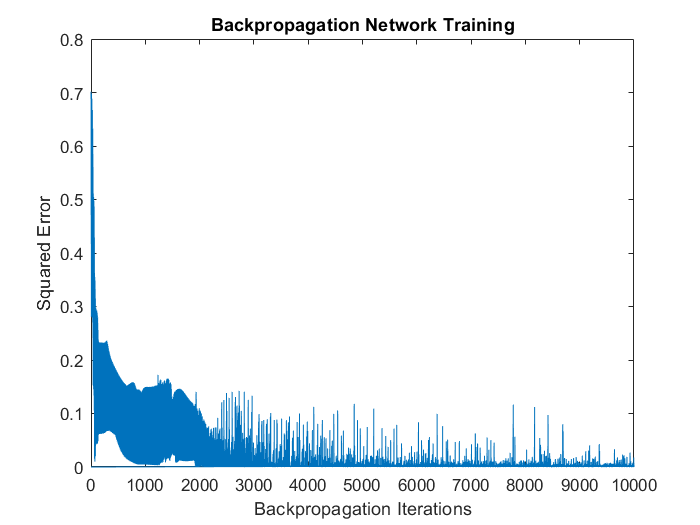 Backpropagation Network Training
0.8
0.7
0.6
0.5
0.4
0.3
0.2
0.1
0
Squared Error
0 1000 2000 3000 4000 5000 6000 7000 8000 9000 10000
Backpropagation Iterations